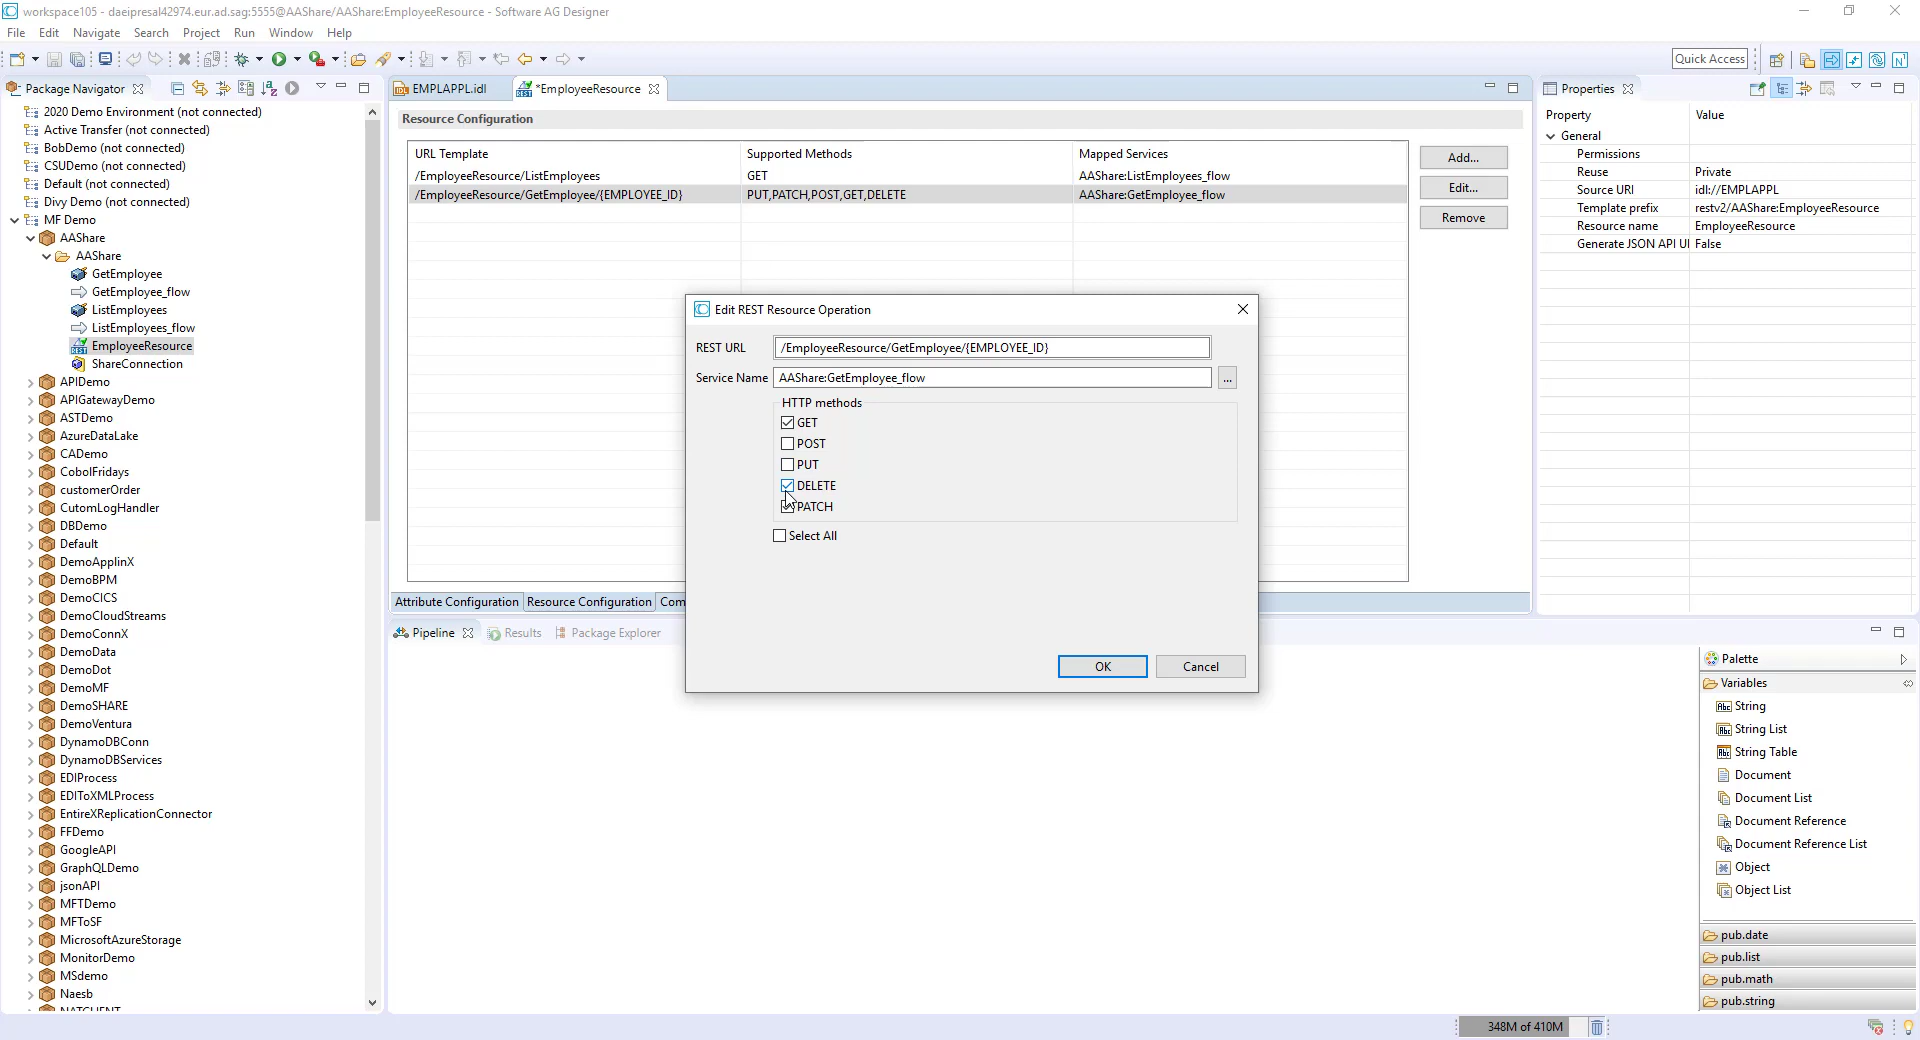 workspace105 - daeipresal42974.eur.ad.sag:5555@AAShare/AAShare:EmployeeResource - Software AG Designer
File Edit Navigate Search Project Run Window Help
Quick Access
Package Navigator
2020 Demo Environment (not connected)
Active Transfer (not connected)
BobDemo (not connected)
CSUDemo (not connected)
Default (not connected)
Divy Demo (not connected)
MF Demo
AAShare
AAShare
GetEmployee
GetEmployee_flow
ListEmployees
ListEmployees_flow
EmployeeResource
ShareConnection
APIDemo
APIGatewayDemo
ASTDemo
AzureDataLake
CADemo
CobolFridays
customerOrder
CutomLogHandler
DBDemo
Default
DemoApplinX
DemoBPM
DemoCICS
DemoCloudStreams
DemoConnX
DemoData
DemoDot
DemoMF
DemoSHARE
DemoVentura
DynamoDBConn
DynamoDBServices
EDIProcess
EDIToXMLProcess
EntireXReplicationConnector
FFDemo
GoogleAPI
GraphQLDemo
jsonAPI
MFTDemo
MFToSF
MicrosoftAzureStorage
MonitorDemo
MSdemo
Naesb
EMPLAPPL.idl *EmployeeResource
Resource Configuration
URL Template Supported Methods Mapped Services
/EmployeeResource/ListEmployees GET AAShare:ListEmployees_flow
/EmployeeResource/GetEmployee/{EMPLOYEE_ID} PUT,PATCH,POST,GET,DELETE AAShare:GetEmployee_flow
Add...
Edit...
Remove
Edit REST Resource Operation
REST URL /EmployeeResource/GetEmployee/{EMPLOYEE_ID}
Service Name AAShare:GetEmployee_flow ...
HTTP methods
GET
POST
PUT
DELETE
PATCH
Select All
OK Cancel
Attribute Configuration Resource Configuration Com
Pipeline Results Package Explorer
Properties
Property Value
General
Permissions
Reuse Private
Source URI idl://EMPLAPPL
Template prefix restv2/AAShare:EmployeeResource
Resource name EmployeeResource
Generate JSON API UI False
Palette
Variables
String
String List
String Table
Document
Document List
Document Reference
Document Reference List
Object
Object List
pub.date
pub.list
pub.math
pub.string
348M of 410M